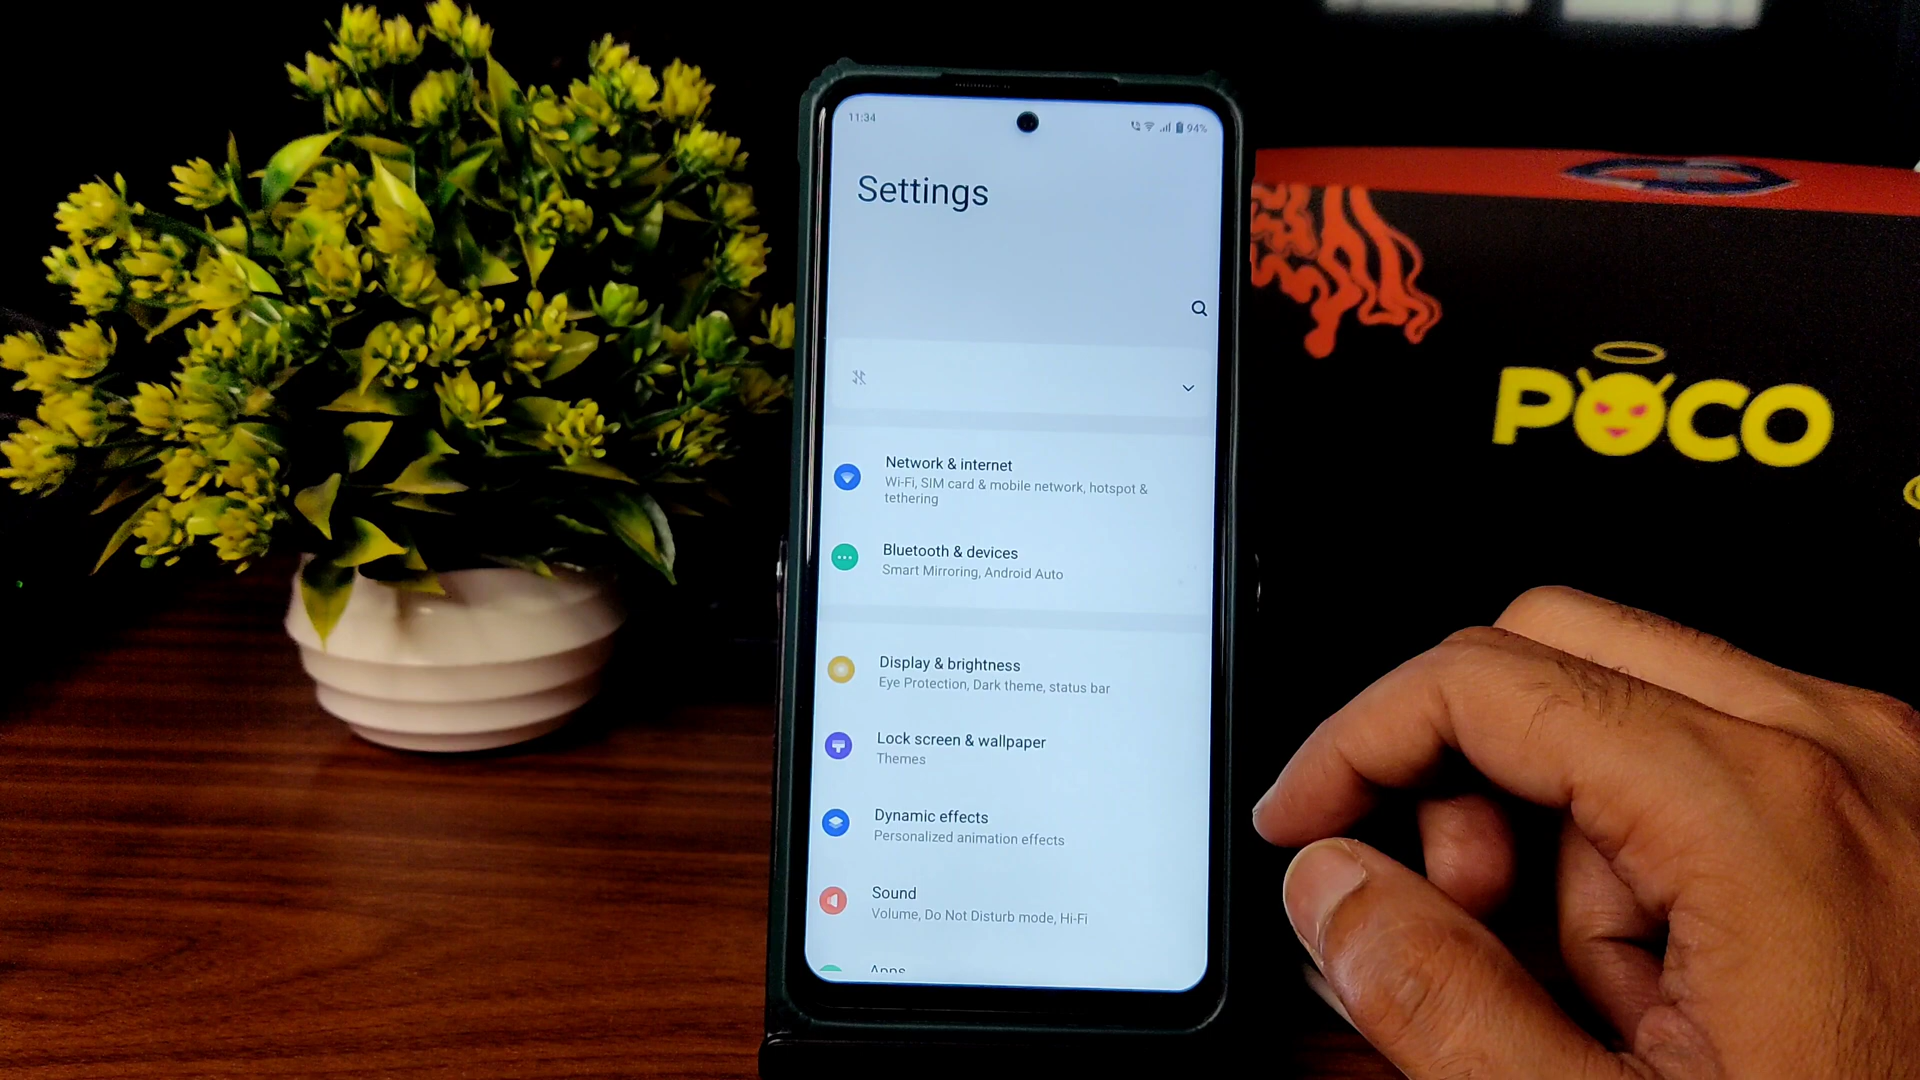 11:34
94%
Settings
Network & internet
Wi-Fi, SIM card & mobile network, hotspot &
tethering
Bluetooth & devices
Smart Mirroring, Android Auto
Display & brightness
Eye Protection, Dark theme, status bar
Lock screen & wallpaper
Themes
Dynamic effects
Personalized animation effects
Sound
Volume, Do Not Disturb mode, Hi-Fi
Apps
POCO